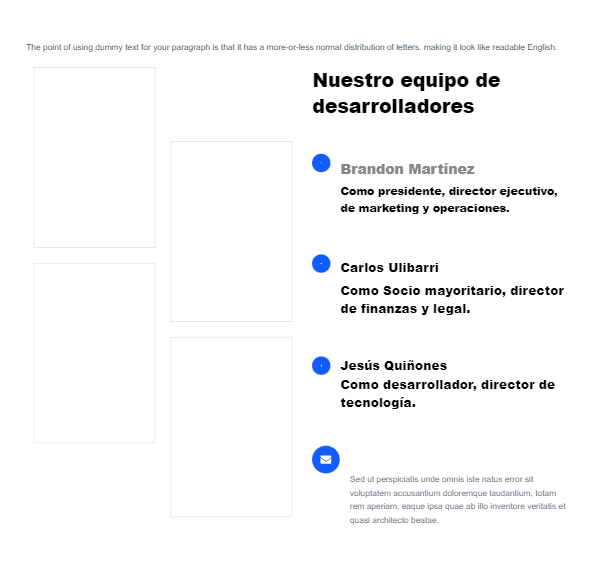 The point of using dummy text for your paragraph is that it has a more-or-less normal distribution of letters. making it look like readable English.
Nuestro equipo de
desarrolladores
Brandon Martínez
Como presidente, director ejecutivo,
de marketing y operaciones.
Carlos Ulibarri
Como Socio mayoritario, director
de finanzas y legal.
Jesús Quiñones
Como desarrollador, director de
tecnología.
Sed ut perspiciatis unde omnis iste natus error sit
voluptatem accusantium doloremque laudantium, totam
rem aperiam, eaque ipsa quae ab illo inventore veritatis et
quasi architecto beatae.